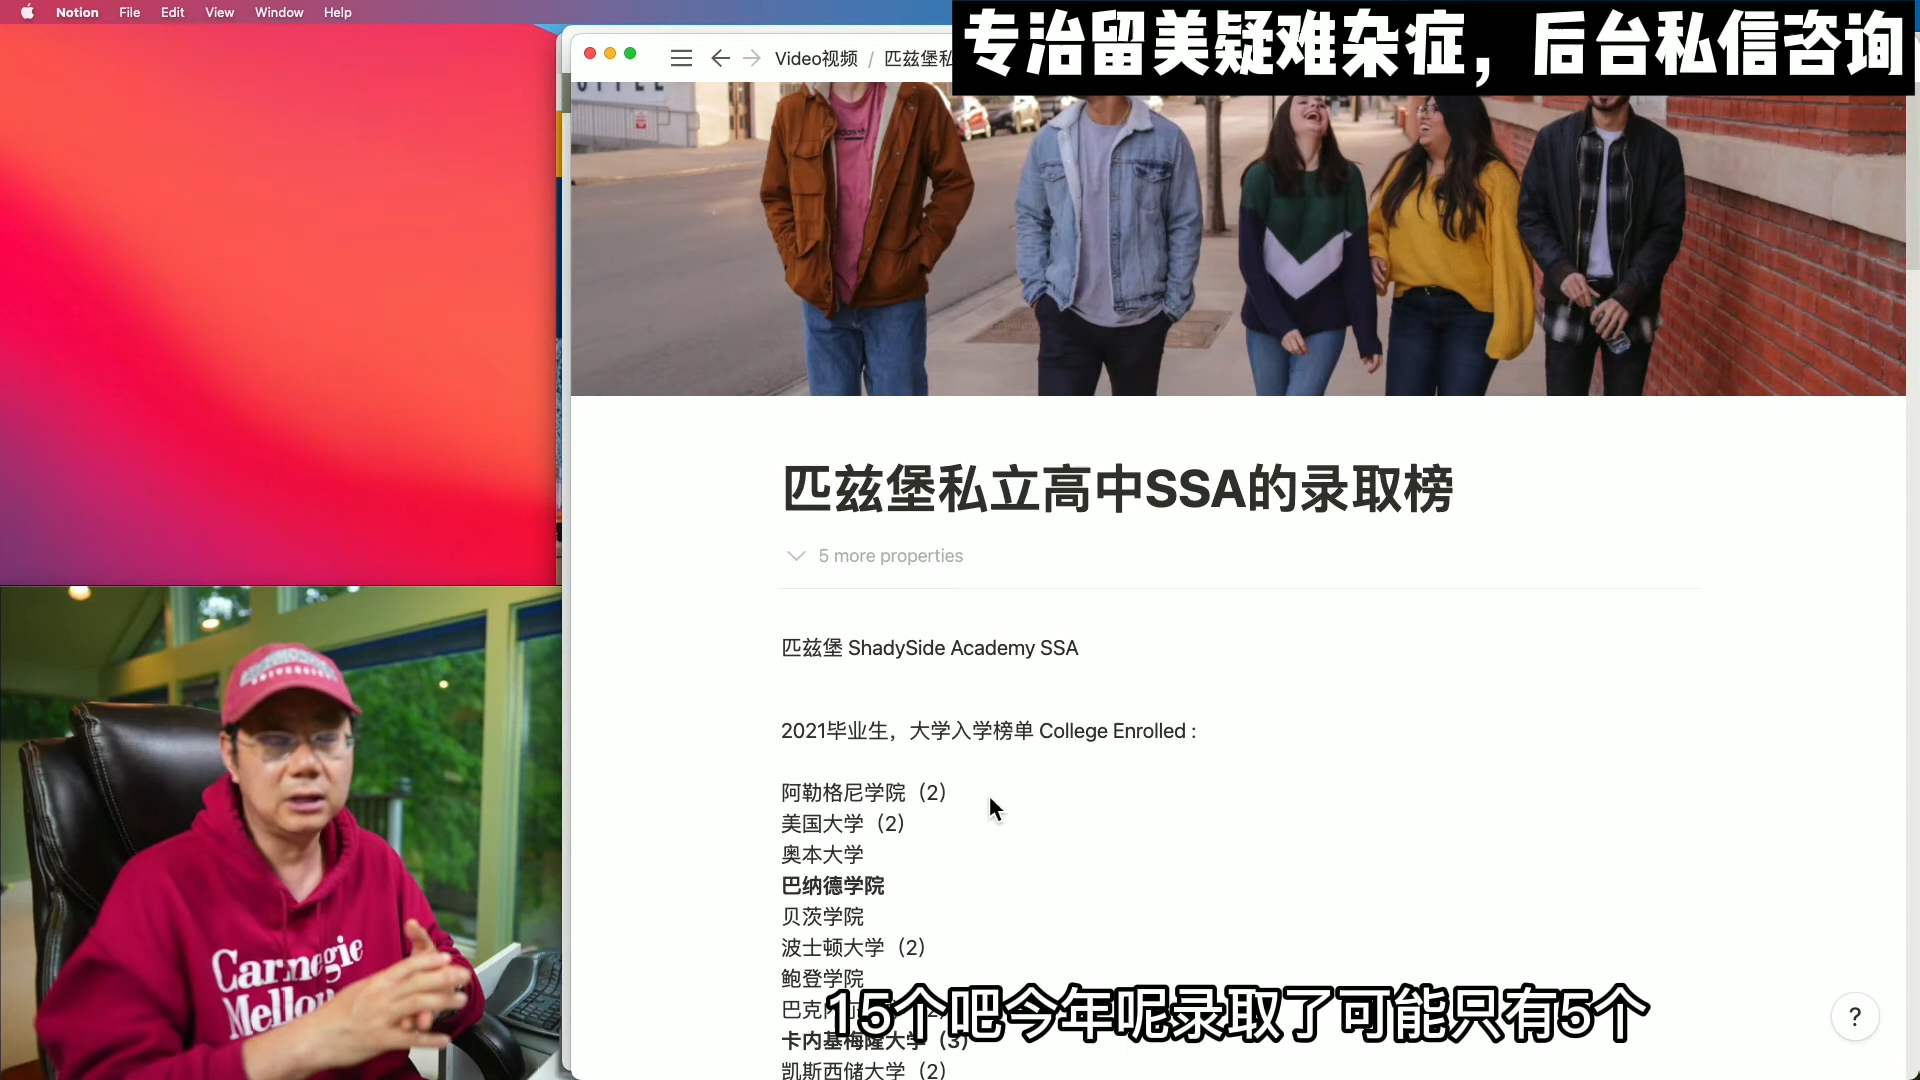 Notion File Edit View Window Help
专治留美疑难杂症，后台私信咨询
Video视频 / 匹兹堡私
匹兹堡私立高中SSA的录取榜
5 more properties
匹兹堡 ShadySide Academy SSA
2021毕业生，大学入学榜单 College Enrolled :
阿勒格尼学院（2）
美国大学（2）
奥本大学
巴纳德学院
贝茨学院
波士顿大学（2）
鲍登学院
巴克
15个吧今年呢录取了可能只有5个
卡内基梅隆大学（3）
凯斯西储大学（2）
?
Carnegie
Mellon